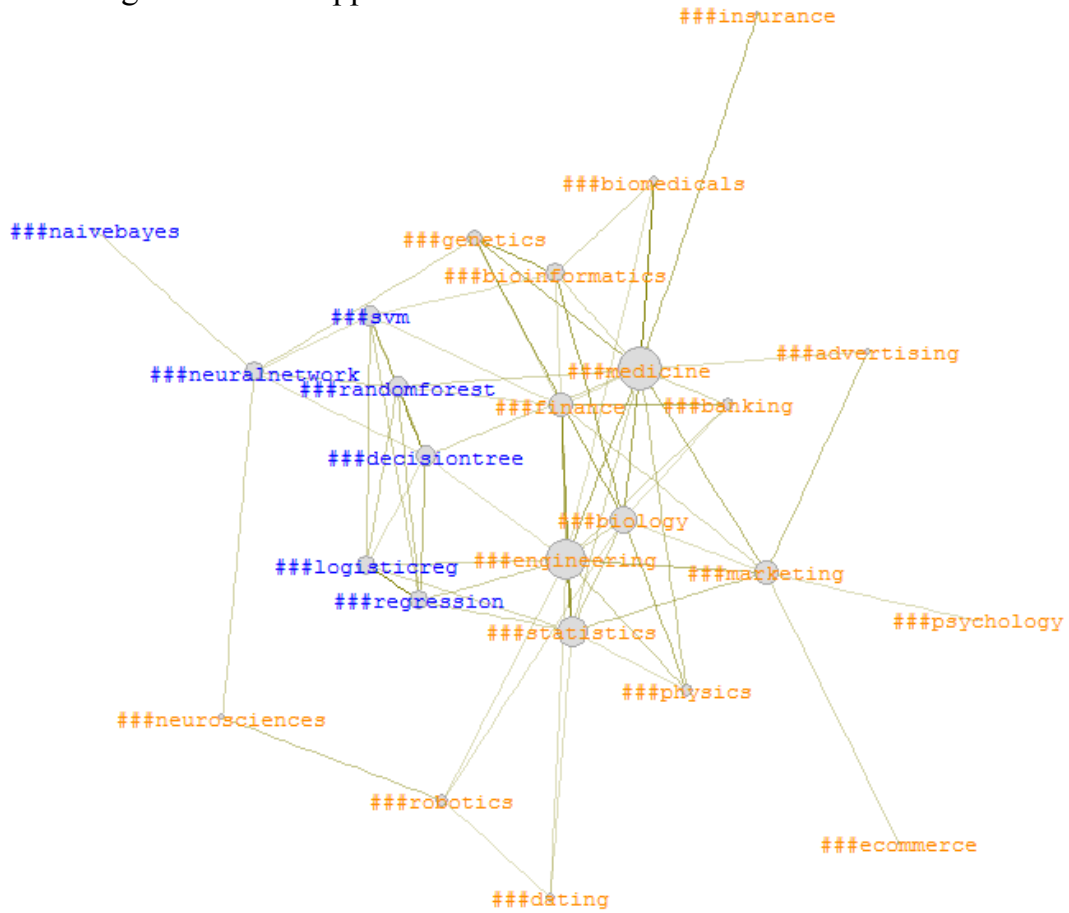 ###insurance
###biomedicals
###naivebayes
###genetics
###bioinformatics
###svm
###advertising
###medicine
###neuralnetwork
###randomforest
###finance
###banking
###decisiontree
###biology
###engineering
###logisticreg
###marketing
###regression
###psychology
###statistics
###physics
###neurosciences
###robotics
###ecommerce
###dating